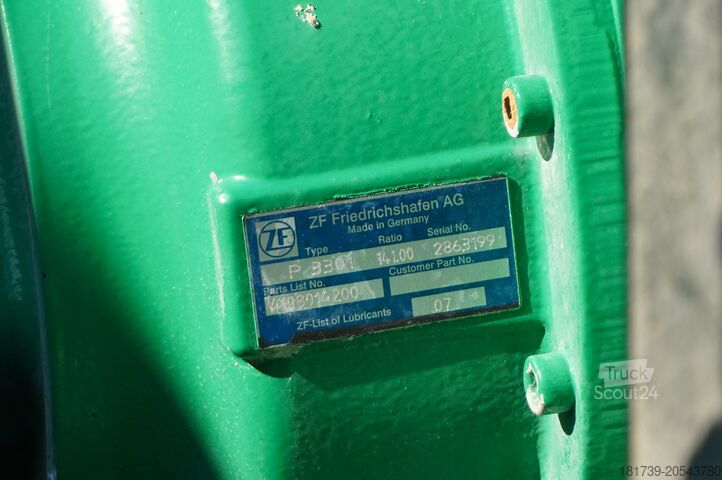 ZF Friedrichshafen AG
Made in Germany
ZF
Type Ratio Serial No.
P 3301 141.00 2863199
Parts List No. Customer Part No.
ZF-List of Lubricants 07
Truck
Scout24
181739-20543780